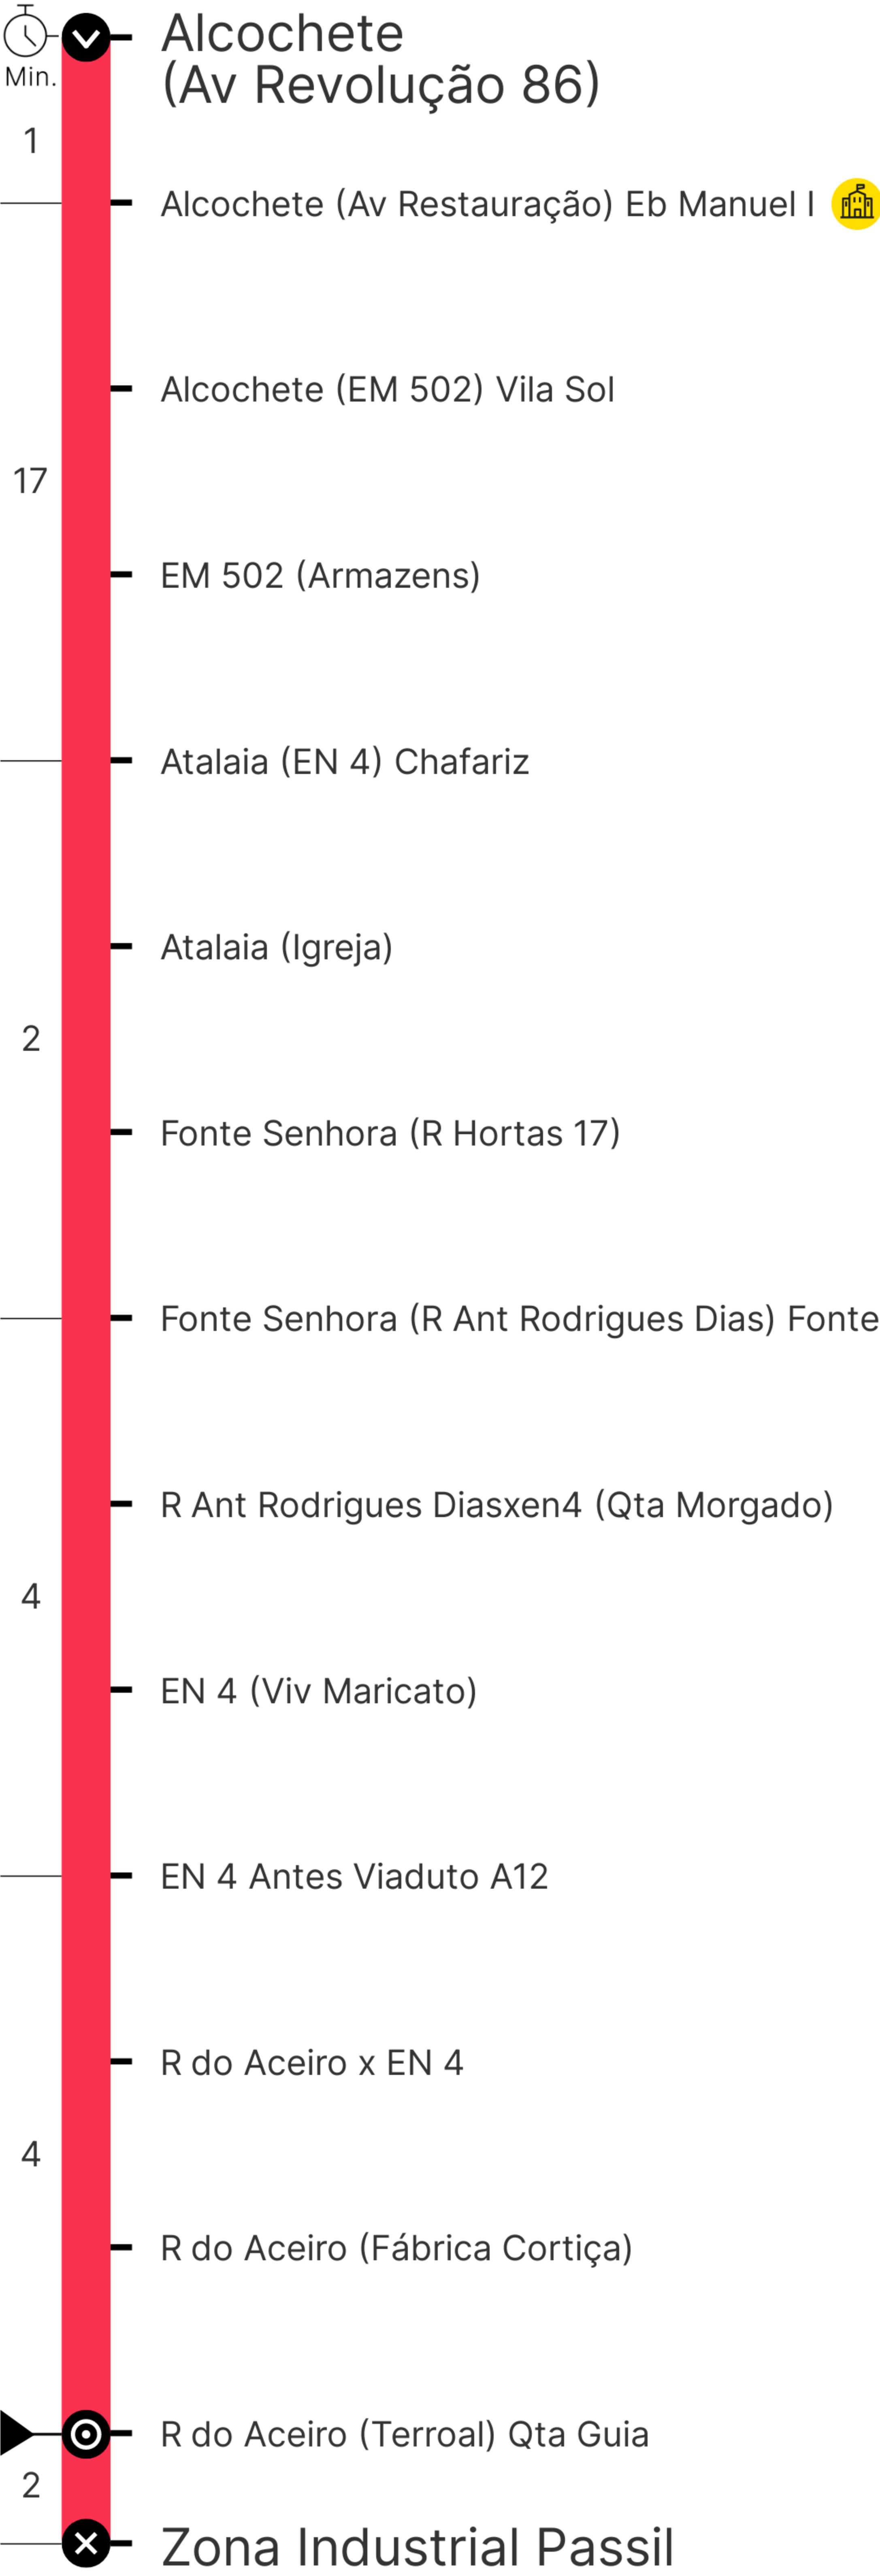 Min.
Alcochete
(Av Revolução 86)
1
Alcochete (Av Restauração) Eb Manuel I
Alcochete (EM 502) Vila Sol
17
EM 502 (Armazens)
Atalaia (EN 4) Chafariz
Atalaia (Igreja)
2
Fonte Senhora (R Hortas 17)
Fonte Senhora (R Ant Rodrigues Dias) Fonte
R Ant Rodrigues Diasxen4 (Qta Morgado)
4
EN 4 (Viv Maricato)
EN 4 Antes Viaduto A12
R do Aceiro x EN 4
4
R do Aceiro (Fábrica Cortiça)
R do Aceiro (Terroal) Qta Guia
2
Zona Industrial Passil